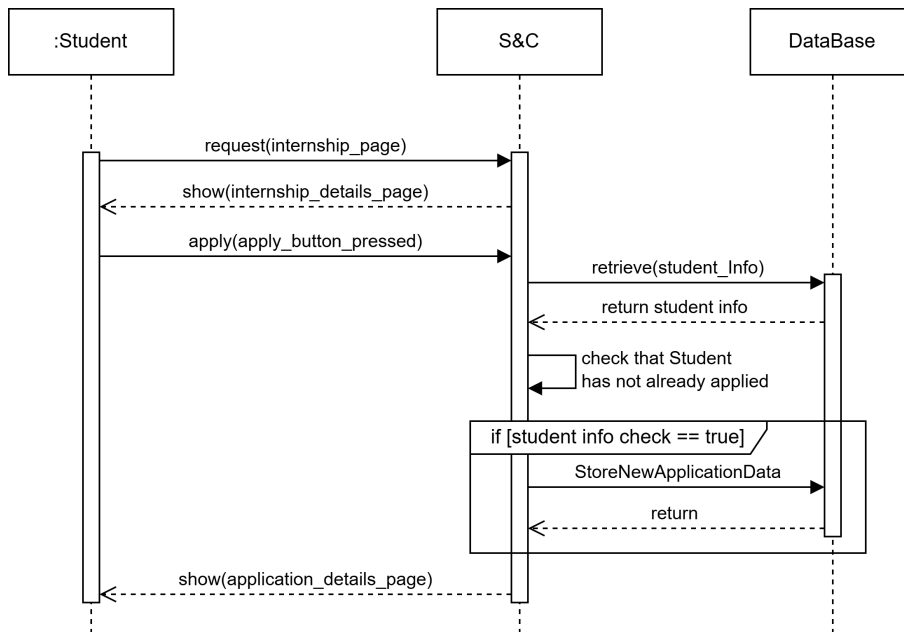 :Student
S&C
DataBase
request(internship_page)
show(internship_details_page)
apply(apply_button_pressed)
retrieve(student_Info)
return student info
check that Student
has not already applied
if [student info check == true]
StoreNewApplicationData
return
show(application_details_page)